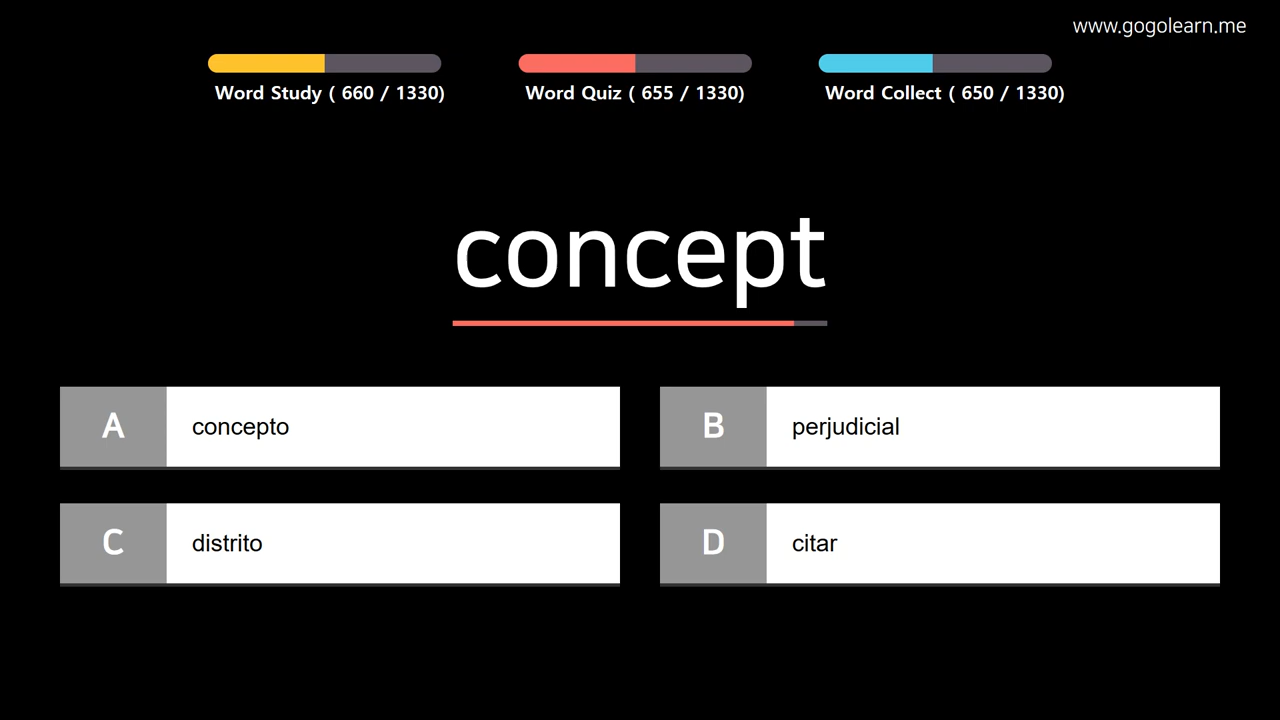 www.gogolearn.me
Word Study ( 660 / 1330)
Word Quiz ( 655 / 1330)
Word Collect ( 650 / 1330)
concept
A concepto
B perjudicial
C distrito
D citar